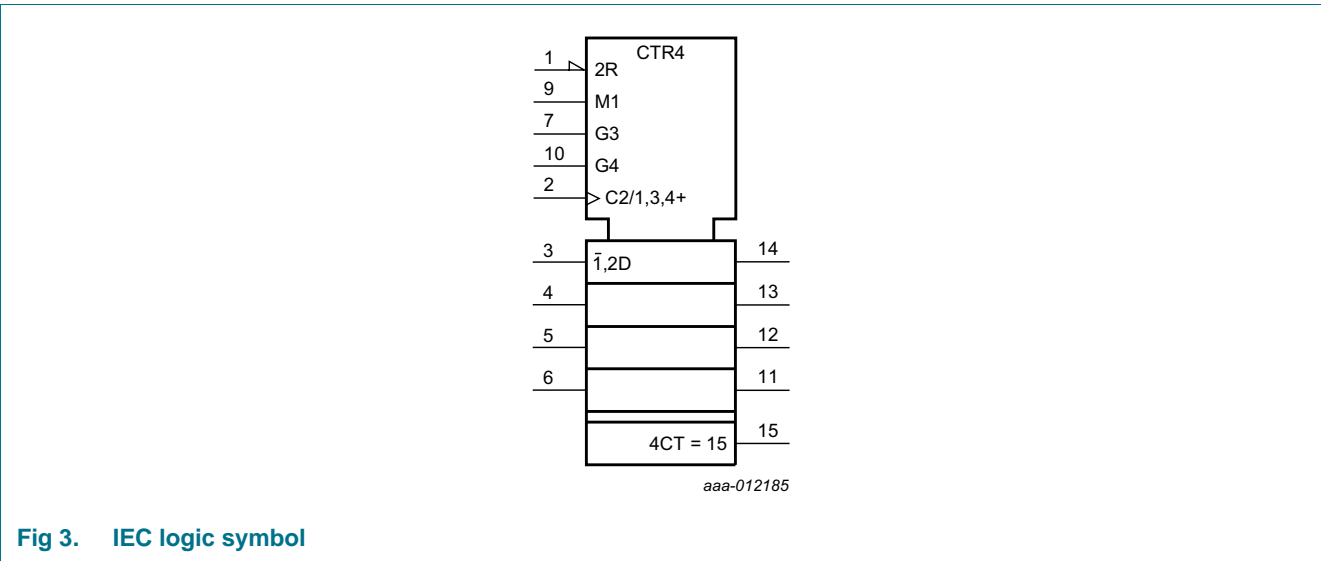 CTR4
1 2R
9 M1
7 G3
10 G4
2 C2/1,3,4+
3 1̄,2D 14
4 13
5 12
6 11
4CT = 15 15
aaa-012185
Fig 3. IEC logic symbol